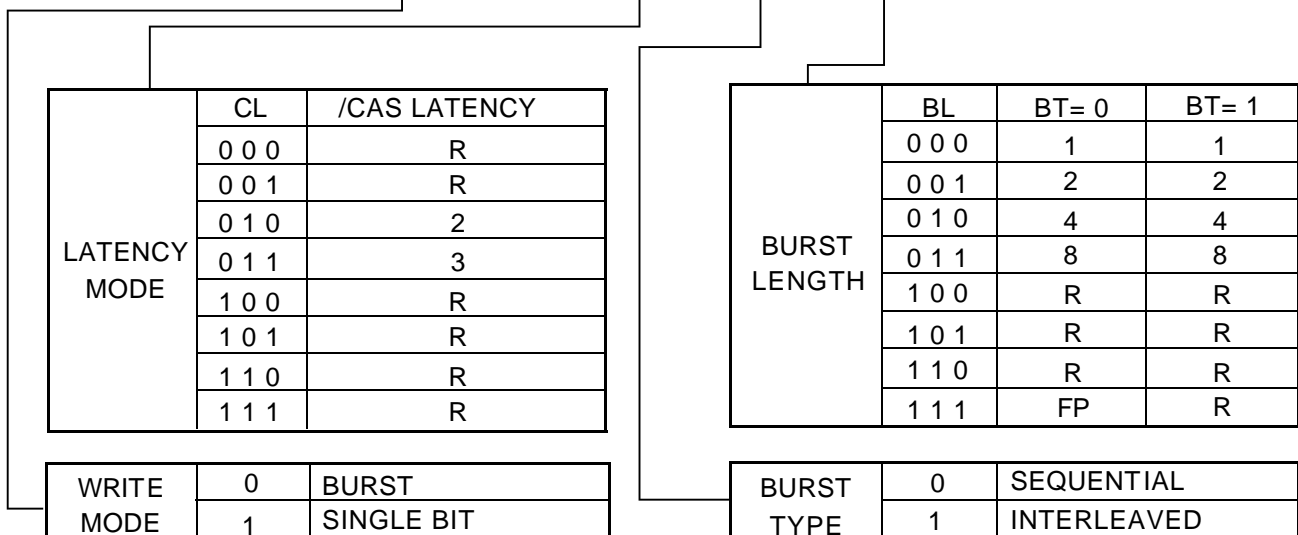 CL /CAS LATENCY
0 0 0 R
0 0 1 R
0 1 0 2
0 1 1 3
1 0 0 R
1 0 1 R
1 1 0 R
1 1 1 R
LATENCY
MODE
BL BT= 0 BT= 1
0 0 0 1 1
0 0 1 2 2
0 1 0 4 4
0 1 1 8 8
1 0 0 R R
1 0 1 R R
1 1 0 R R
1 1 1 FP R
BURST
LENGTH
WRITE
MODE
0 BURST
1 SINGLE BIT
BURST
TYPE
0 SEQUENTIAL
1 INTERLEAVED